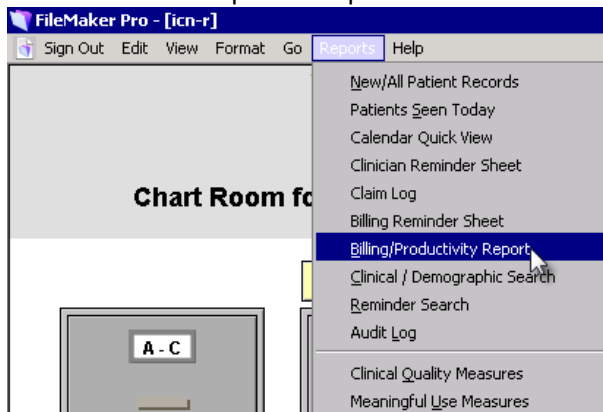 FileMaker Pro - [icn-r]
Sign Out Edit View Format Go Reports Help
New/All Patient Records
Patients Seen Today
Calendar Quick View
Clinician Reminder Sheet
Chart Room fo
Claim Log
Billing Reminder Sheet
Billing/Productivity Report
Clinical / Demographic Search
Reminder Search
Audit Log
A - C
Clinical Quality Measures
Meaningful Use Measures